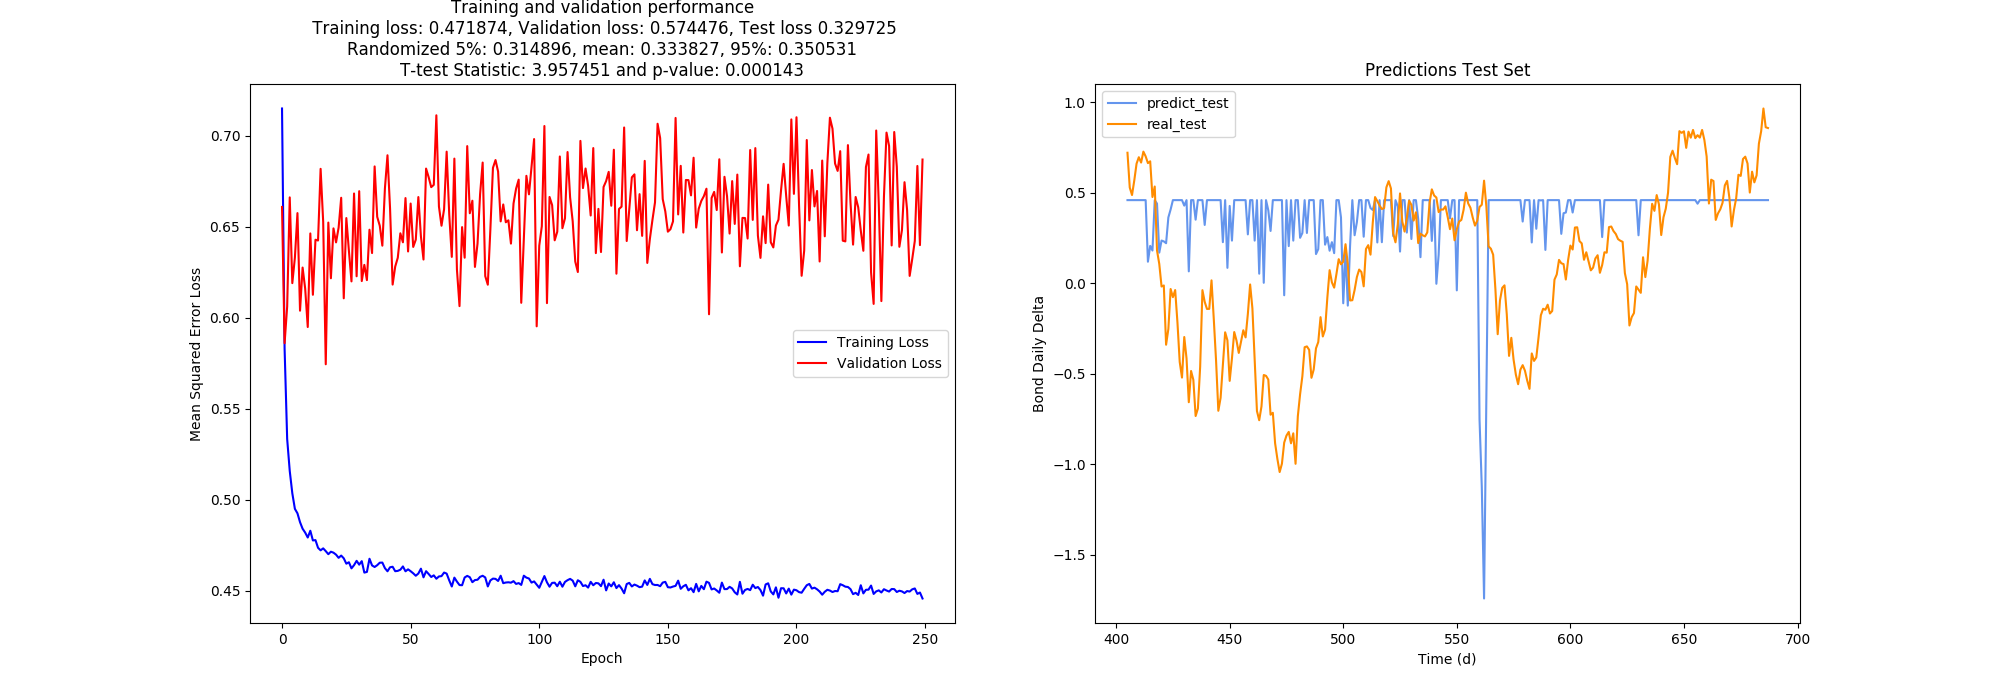 Training and validation performance
Training loss: 0.471874, Validation loss: 0.574476, Test loss 0.329725
Randomized 5%: 0.314896, mean: 0.333827, 95%: 0.350531
T-test Statistic: 3.957451 and p-value: 0.000143
0.70
0.65
0.60
0.55
0.50
0.45
Mean Squared Error Loss
Training Loss
Validation Loss
0 50 100 150 200 250
Epoch
Predictions Test Set
predict_test
real_test
1.0
0.5
0.0
−0.5
−1.0
−1.5
Bond Daily Delta
400 450 500 550 600 650 700
Time (d)